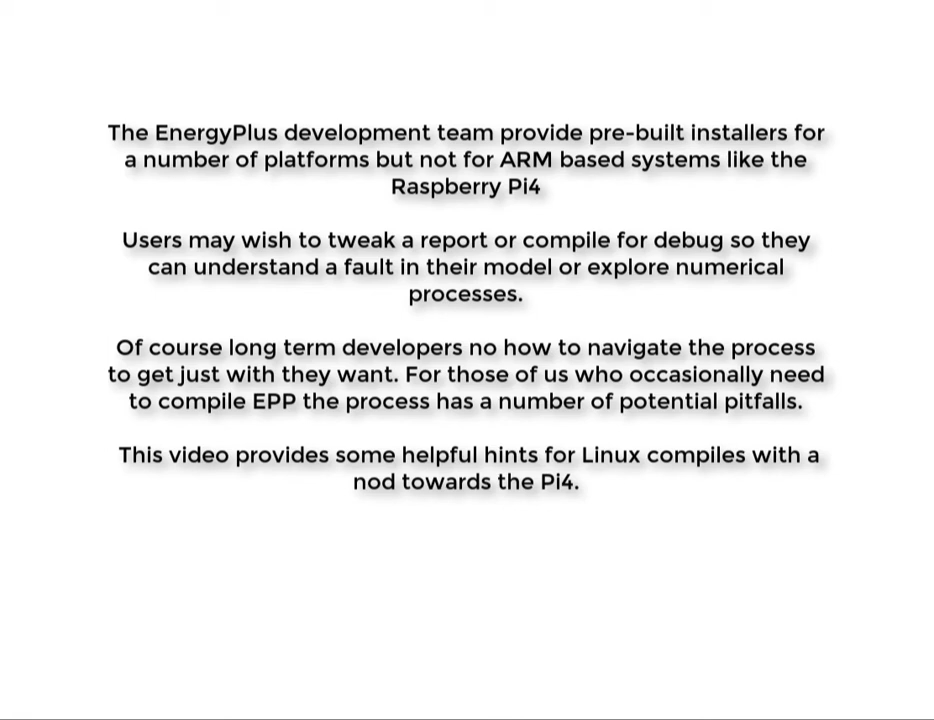 The EnergyPlus development team provide pre-built installers for
a number of platforms but not for ARM based systems like the
Raspberry Pi4
Users may wish to tweak a report or compile for debug so they
can understand a fault in their model or explore numerical
processes.
Of course long term developers no how to navigate the process
to get just with they want. For those of us who occasionally need
to compile EPP the process has a number of potential pitfalls.
This video provides some helpful hints for Linux compiles with a
nod towards the Pi4.